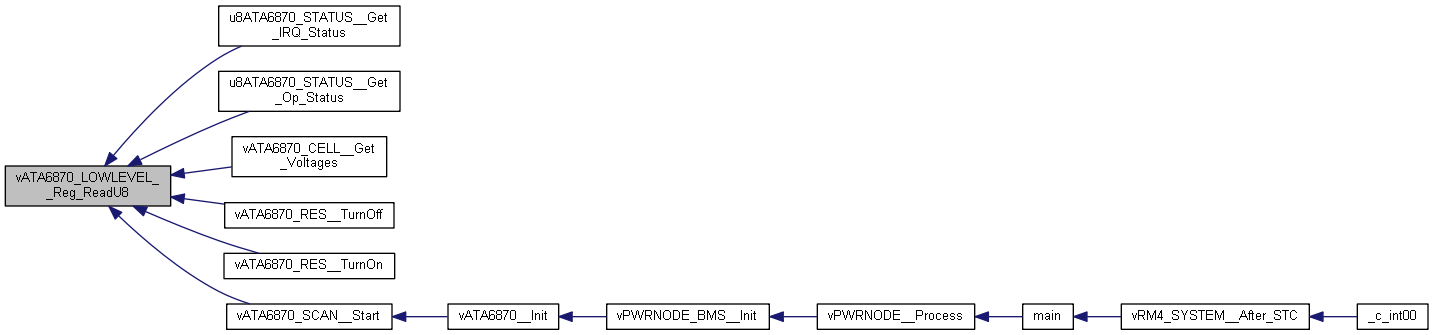 u8ATA6870_STATUS__Get
_IRQ_Status
u8ATA6870_STATUS__Get
_Op_Status
vATA6870_CELL__Get
_Voltages
vATA6870_LOWLEVEL_
_Reg_ReadU8
vATA6870_RES__TurnOff
vATA6870_RES__TurnOn
vATA6870_SCAN__Start
vATA6870__Init
vPWRNODE_BMS__Init
vPWRNODE__Process
main
vRM4_SYSTEM__After_STC
_c_int00